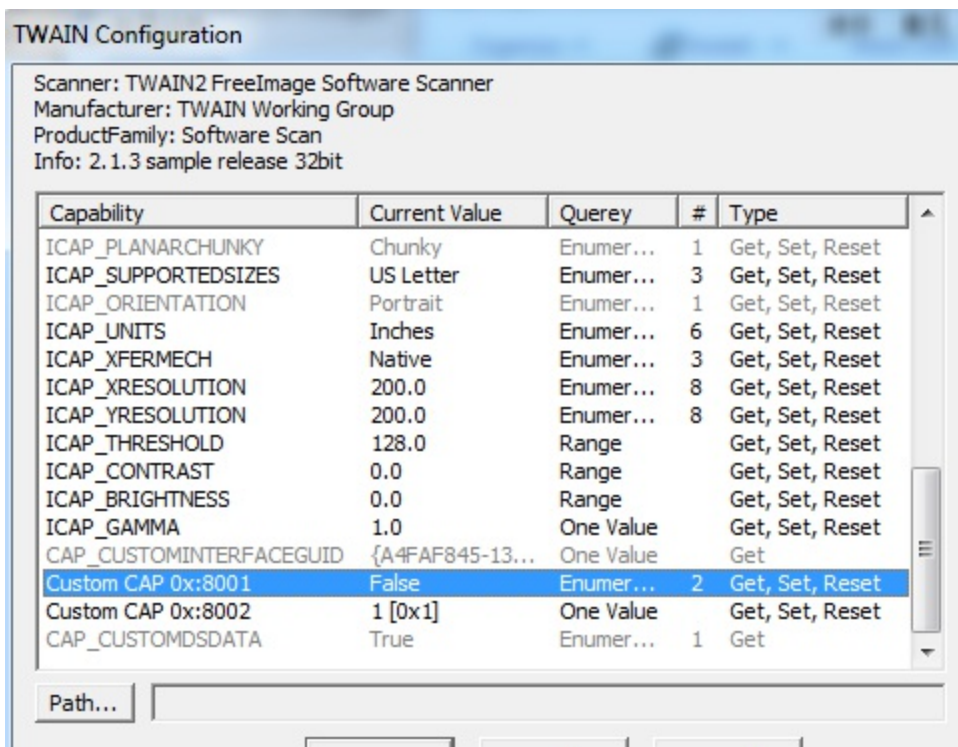 TWAIN Configuration
Scanner: TWAIN2 FreeImage Software Scanner
Manufacturer: TWAIN Working Group
ProductFamily: Software Scan
Info: 2.1.3 sample release 32bit
Capability Current Value Querey # Type
ICAP_PLANARCHUNKY Chunky Enumer... 1 Get, Set, Reset
ICAP_SUPPORTEDSIZES US Letter Enumer... 3 Get, Set, Reset
ICAP_ORIENTATION Portrait Enumer... 1 Get, Set, Reset
ICAP_UNITS Inches Enumer... 6 Get, Set, Reset
ICAP_XFERMECH Native Enumer... 3 Get, Set, Reset
ICAP_XRESOLUTION 200.0 Enumer... 8 Get, Set, Reset
ICAP_YRESOLUTION 200.0 Enumer... 8 Get, Set, Reset
ICAP_THRESHOLD 128.0 Range Get, Set, Reset
ICAP_CONTRAST 0.0 Range Get, Set, Reset
ICAP_BRIGHTNESS 0.0 Range Get, Set, Reset
ICAP_GAMMA 1.0 One Value Get, Set, Reset
CAP_CUSTOMINTERFACEGUID {A4FAF845-13... One Value Get
Custom CAP 0x:8001 False Enumer... 2 Get, Set, Reset
Custom CAP 0x:8002 1 [0x1] One Value Get, Set, Reset
CAP_CUSTOMDSDATA True Enumer... 1 Get
Path...